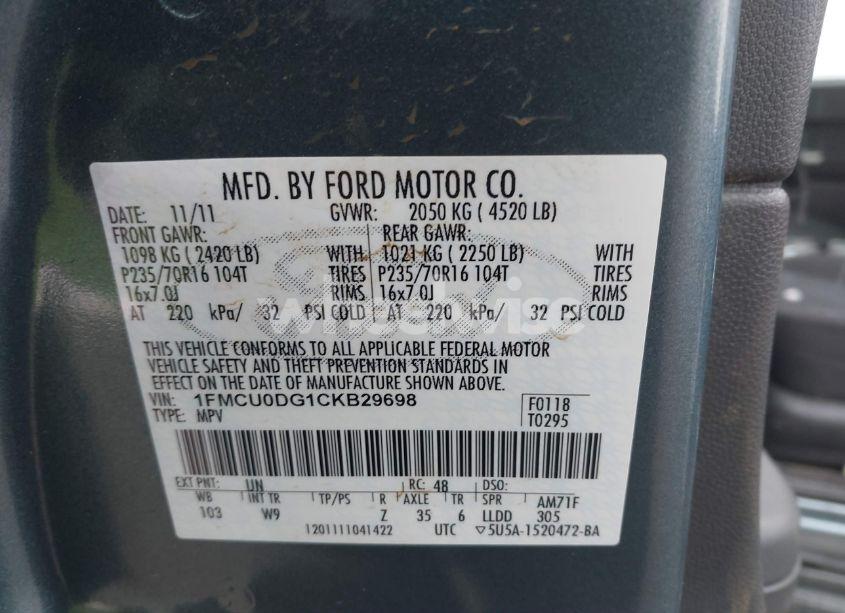 MFD. BY FORD MOTOR CO.
DATE: 11/11 GVWR: 2050 KG ( 4520 LB)
FRONT GAWR: REAR GAWR:
1098 KG ( 2420 LB) WITH 1021 KG ( 2250 LB) WITH
P235/70R16 104T TIRES P235/70R16 104T TIRES
16x7.0J RIMS 16x7.0J RIMS
AT 220 kPa/ 32 PSI COLD AT 220 kPa/ 32 PSI COLD
THIS VEHICLE CONFORMS TO ALL APPLICABLE FEDERAL MOTOR
VEHICLE SAFETY AND THEFT PREVENTION STANDARDS IN
EFFECT ON THE DATE OF MANUFACTURE SHOWN ABOVE.
VIN: 1FMCU0DG1CKB29698 F0118
TYPE: MPV T0295
EXT PNT: UN RC: 48 DSO:
WB INT TR TP/PS R AXLE TR SPR AM71F
103 W9 Z 35 6 LLDD 305
1201111041422 UTC ▽5U5A-1520472-BA
wheelwise